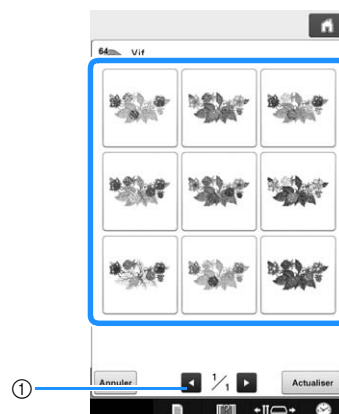 64 Vif
①
Annuler 1/1 Actualiser